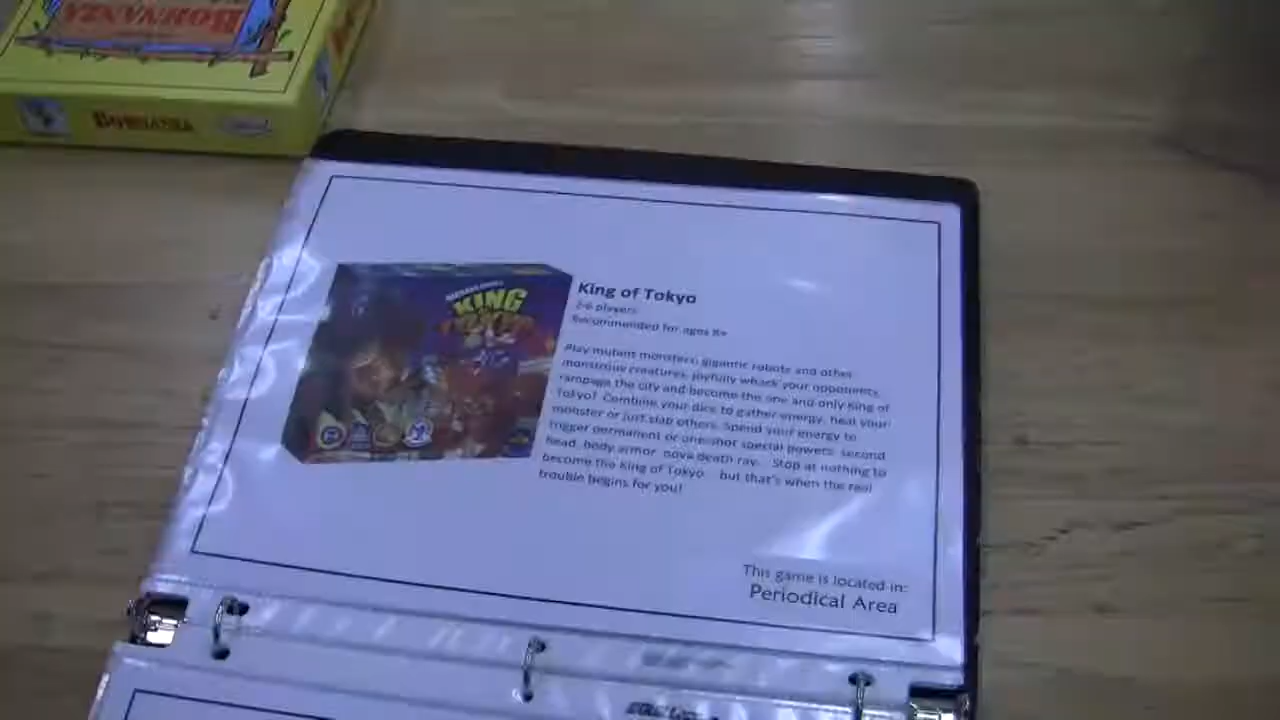 BOHNANZA
BOHNANZA
KING
TOKYO
King of Tokyo
2-6 players
Recommended for ages 8+
Play mutant monsters, gigantic robots and other
monstrous creatures, joyfully whack your opponents,
rampage the city and become the one and only King of
Tokyo! Combine your dice to gather energy, heal your
monster or just slap others. Spend your energy to
trigger permanent or one-shot special powers: second
head, body armor, nova death ray. Stop at nothing to
become the King of Tokyo but that's when the real
trouble begins for you!
This game is located in:
Periodical Area